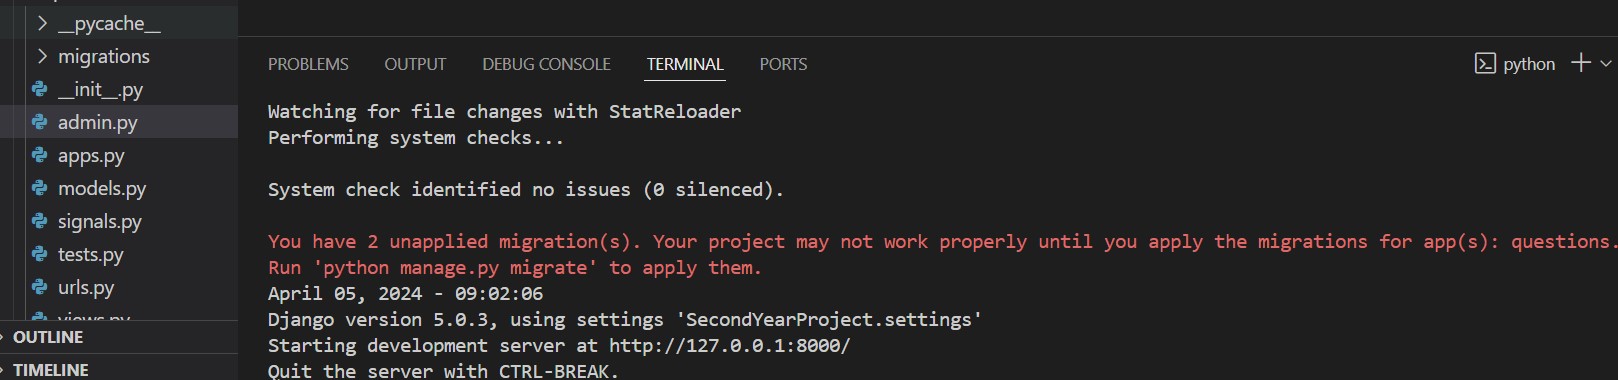 __pycache__
migrations
__init__.py
admin.py
apps.py
models.py
signals.py
tests.py
urls.py
views.py
OUTLINE
TIMELINE
PROBLEMS OUTPUT DEBUG CONSOLE TERMINAL PORTS
python
Watching for file changes with StatReloader
Performing system checks...
System check identified no issues (0 silenced).
You have 2 unapplied migration(s). Your project may not work properly until you apply the migrations for app(s): questions.
Run 'python manage.py migrate' to apply them.
April 05, 2024 - 09:02:06
Django version 5.0.3, using settings 'SecondYearProject.settings'
Starting development server at http://127.0.0.1:8000/
Quit the server with CTRL-BREAK.